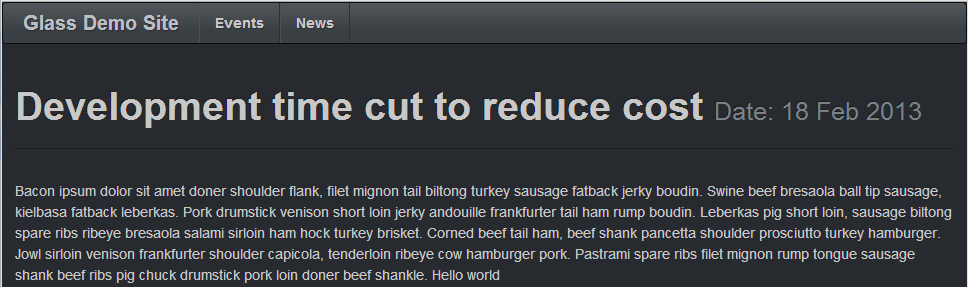 Glass Demo Site Events News
Development time cut to reduce cost Date: 18 Feb 2013
Bacon ipsum dolor sit amet doner shoulder flank, filet mignon tail biltong turkey sausage fatback jerky boudin. Swine beef bresaola ball tip sausage,
kielbasa fatback leberkas. Pork drumstick venison short loin jerky andouille frankfurter tail ham rump boudin. Leberkas pig short loin, sausage biltong
spare ribs ribeye bresaola salami sirloin ham hock turkey brisket. Corned beef tail ham, beef shank pancetta shoulder prosciutto turkey hamburger.
Jowl sirloin venison frankfurter shoulder capicola, tenderloin ribeye cow hamburger pork. Pastrami spare ribs filet mignon rump tongue sausage
shank beef ribs pig chuck drumstick pork loin doner beef shankle. Hello world